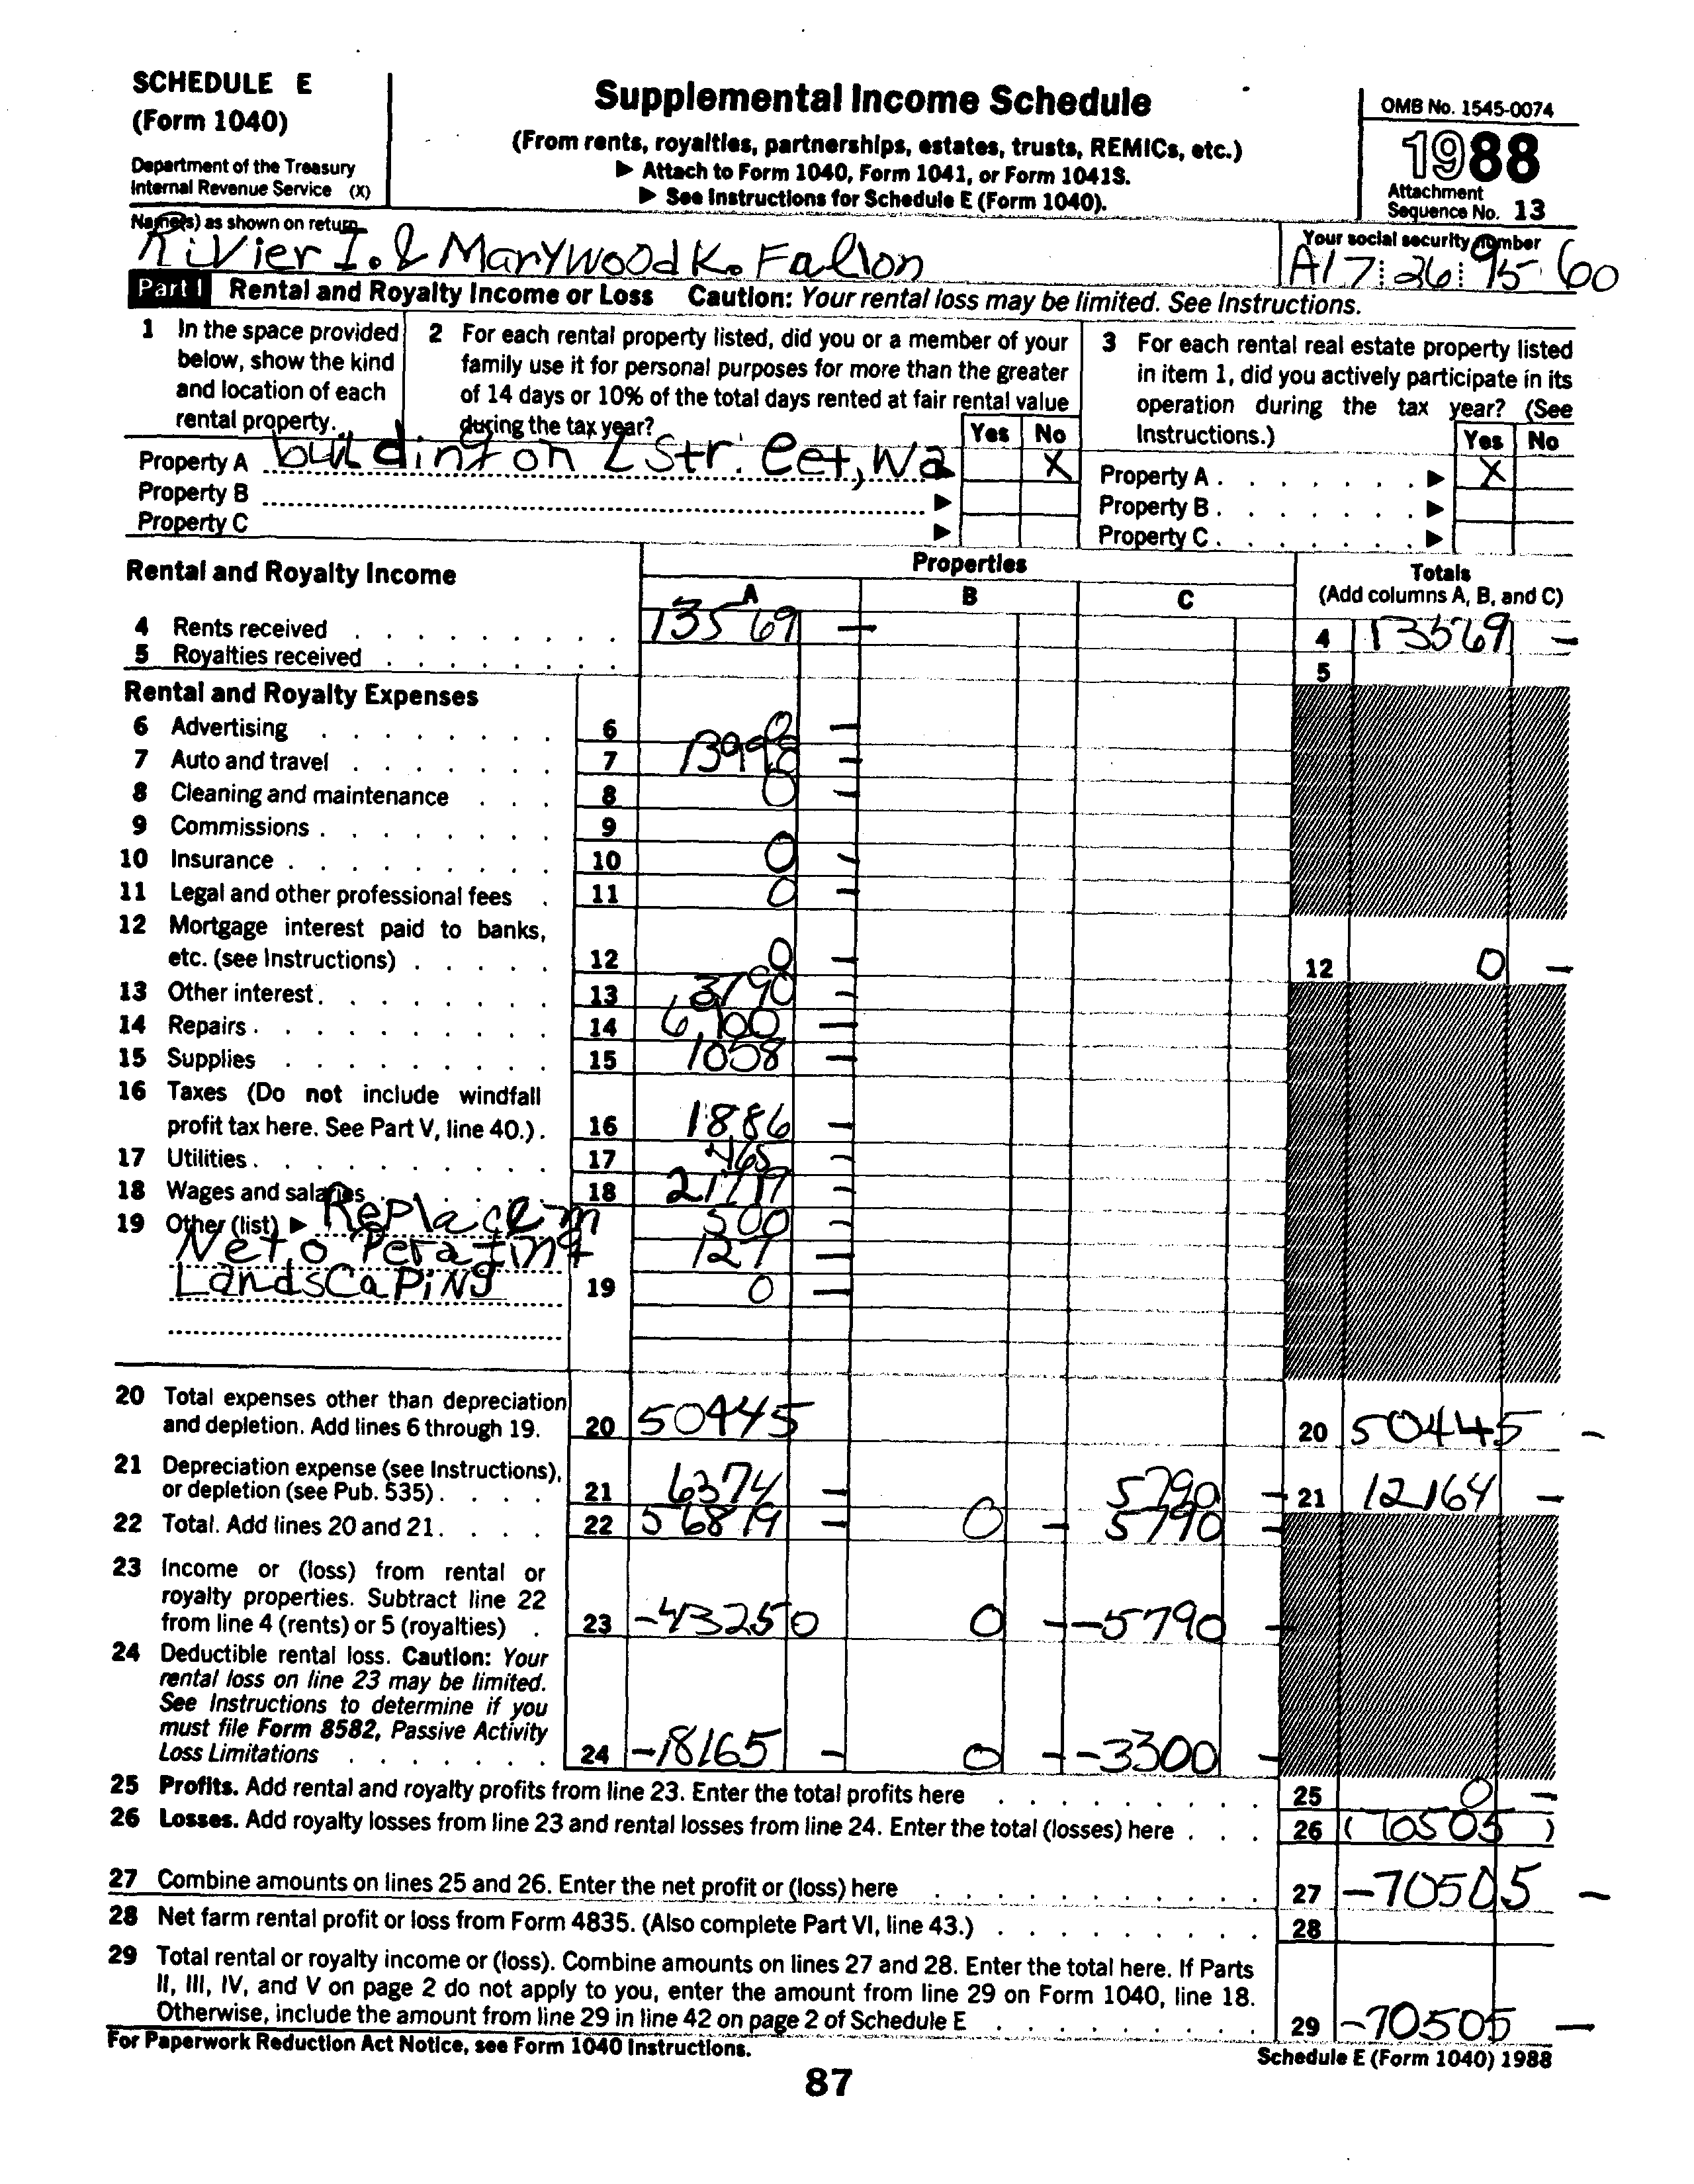 SCHEDULE E
(Form 1040)
Department of the Treasury
Internal Revenue Service (X)
Supplemental Income Schedule
(From rents, royalties, partnerships, estates, trusts, REMICs, etc.)
▶ Attach to Form 1040, Form 1041, or Form 1041S.
▶ See Instructions for Schedule E (Form 1040).
OMB No. 1545-0074
1988
Attachment
Sequence No. 13
Name(s) as shown on return
Rivier I. & Marywood K. Fallon
Your social security number
A17 26 95 60
Part I Rental and Royalty Income or Loss Caution: Your rental loss may be limited. See Instructions.
1 In the space provided
below, show the kind
and location of each
rental property.
2 For each rental property listed, did you or a member of your
family use it for personal purposes for more than the greater
of 14 days or 10% of the total days rented at fair rental value
during the tax year?
Yes No
3 For each rental real estate property listed
in item 1, did you actively participate in its
operation during the tax year? (See
Instructions.)
Yes No
Property A building on L Str. eet, Wa ▶ X
Property B ▶
Property C ▶
Property A ▶ X
Property B ▶
Property C ▶
Rental and Royalty Income
Properties
A B C
Totals
(Add columns A, B, and C)
4 Rents received 13569 — 4 13569 —
5 Royalties received 5
Rental and Royalty Expenses
6 Advertising 6 0 —
7 Auto and travel 7 13998 —
8 Cleaning and maintenance 8 0 —
9 Commissions 9
10 Insurance 10 0 —
11 Legal and other professional fees 11 0 —
12 Mortgage interest paid to banks,
etc. (see Instructions) 12 0 — 12 0 —
13 Other interest 13 3790 —
14 Repairs 14 6900 —
15 Supplies 15 1058 —
16 Taxes (Do not include windfall
profit tax here. See Part V, line 40.) 16 1886 —
17 Utilities 17 465 —
18 Wages and salaries 18 —
19 Other (list) ▶ Replacem 500 —
Net operating 127 —
Landscaping 19 0 —
20 Total expenses other than depreciation
and depletion. Add lines 6 through 19. 20 50445 20 50445 —
21 Depreciation expense (see Instructions),
or depletion (see Pub. 535) 21 6374 — 5790 — 21 12164 —
22 Total. Add lines 20 and 21 22 56819 — 0 — 5790 —
23 Income or (loss) from rental or
royalty properties. Subtract line 22
from line 4 (rents) or 5 (royalties) 23 -43250 0 — -5790 —
24 Deductible rental loss. Caution: Your
rental loss on line 23 may be limited.
See Instructions to determine if you
must file Form 8582, Passive Activity
Loss Limitations 24 -18165 — 0 — -3300 —
25 Profits. Add rental and royalty profits from line 23. Enter the total profits here 25 0 —
26 Losses. Add royalty losses from line 23 and rental losses from line 24. Enter the total (losses) here 26 ( 70505 )
27 Combine amounts on lines 25 and 26. Enter the net profit or (loss) here 27 -70505 —
28 Net farm rental profit or loss from Form 4835. (Also complete Part VI, line 43.) 28
29 Total rental or royalty income or (loss). Combine amounts on lines 27 and 28. Enter the total here. If Parts
II, III, IV, and V on page 2 do not apply to you, enter the amount from line 29 on Form 1040, line 18.
Otherwise, include the amount from line 29 in line 42 on page 2 of Schedule E 29 -70505 —
For Paperwork Reduction Act Notice, see Form 1040 Instructions.
Schedule E (Form 1040) 1988
87